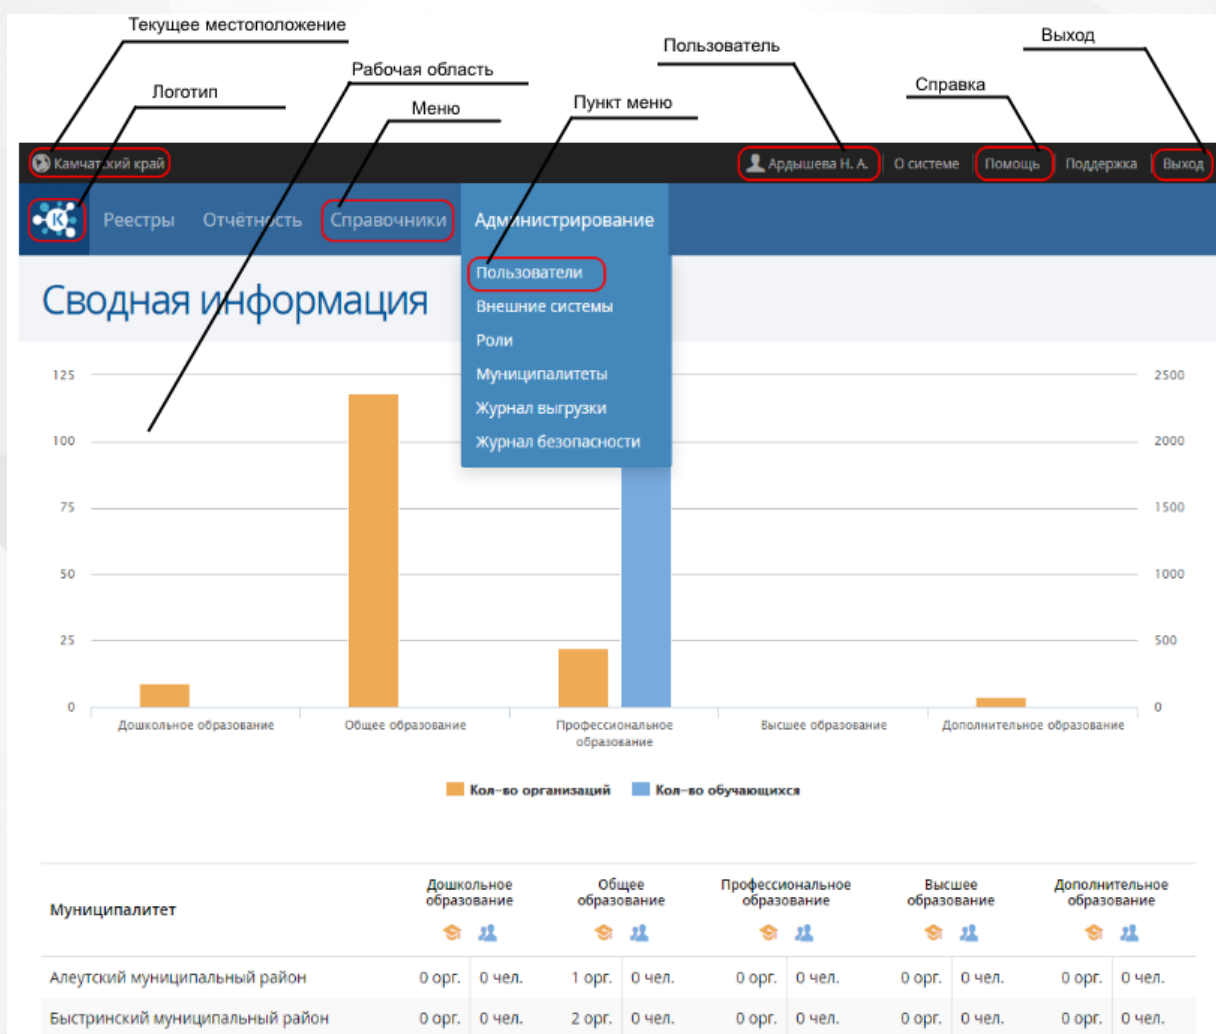 Текущее местоположение
Выход
Пользователь
Рабочая область
Логотип
Справка
Меню
Пункт меню
Камчатский край
Ардышева Н. А.
О системе
Помощь
Поддержка
Выход
К
Реестры
Отчётность
Справочники
Администрирование
Пользователи
Внешние системы
Роли
Муниципалитеты
Журнал выгрузки
Журнал безопасности
Сводная информация
125
2500
100
2000
75
1500
50
1000
25
500
0
0
Дошкольное образование
Общее образование
Профессиональное
образование
Высшее образование
Дополнительное образование
Кол-во организаций
Кол-во обучающихся
Муниципалитет
Дошкольное
образование
Общее
образование
Профессиональное
образование
Высшее
образование
Дополнительное
образование
Алеутский муниципальный район 0 орг. 0 чел. 1 орг. 0 чел. 0 орг. 0 чел. 0 орг. 0 чел. 0 орг. 0 чел.
Быстринский муниципальный район 0 орг. 0 чел. 2 орг. 0 чел. 0 орг. 0 чел. 0 орг. 0 чел. 0 орг. 0 чел.